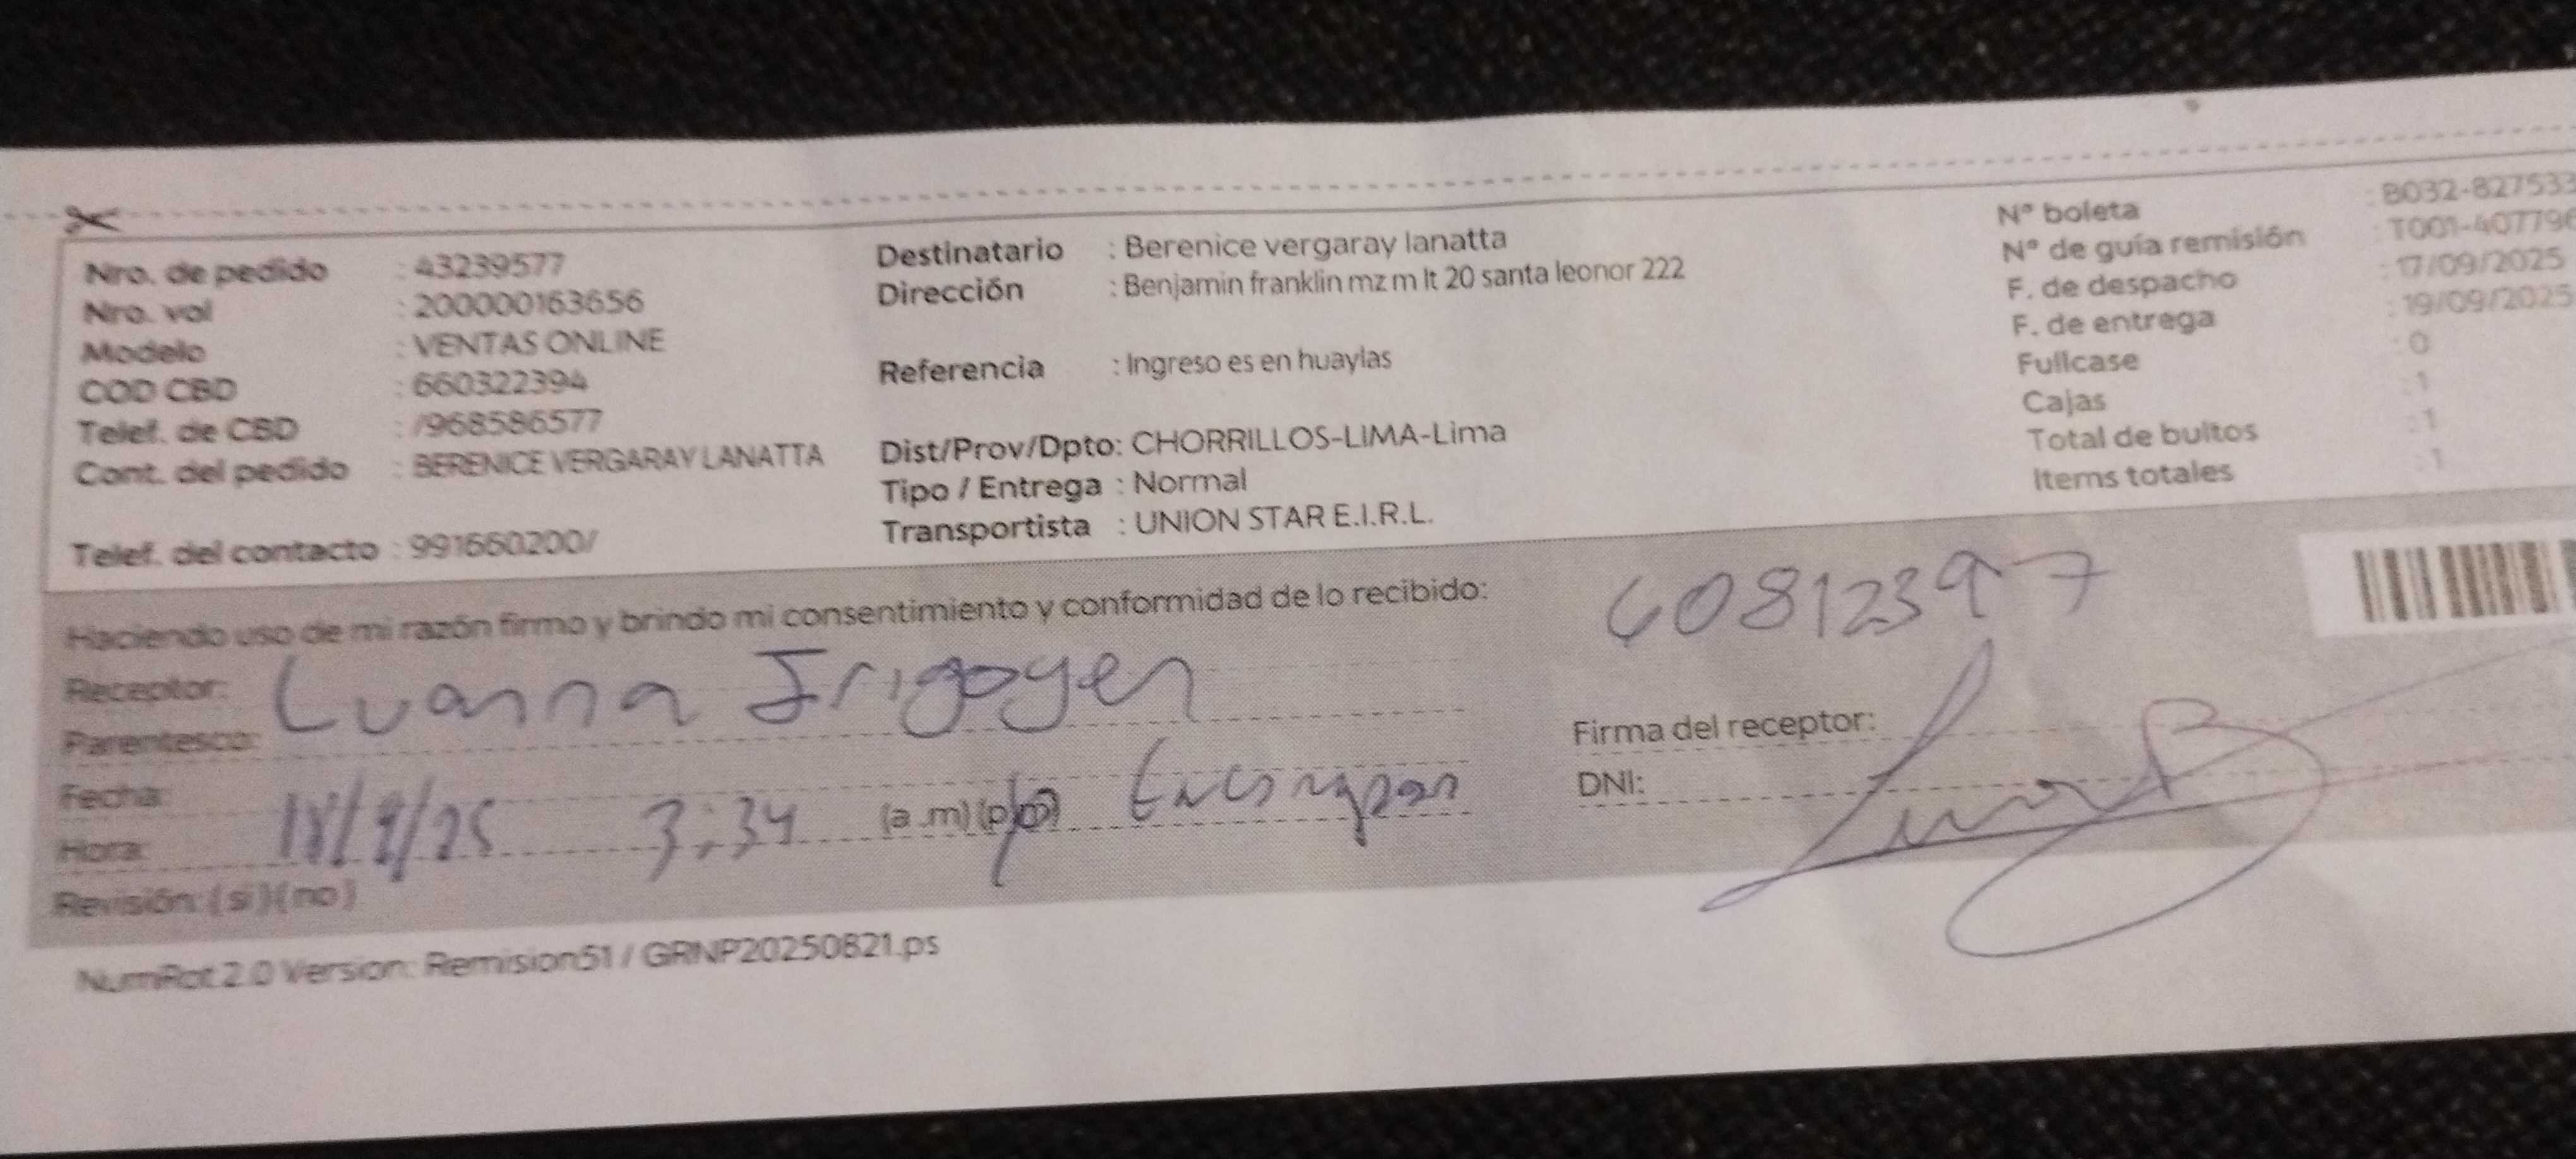 Nro. de pedido : 43239577
Nro. vol : 200000163656
Modelo : VENTAS ONLINE
COD CBD : 660322394
Telef. de CBD : /968586577
Cont. del pedido : BERENICE VERGARAY LANATTA
Telef. del contacto : 991660200/
Destinatario : Berenice vergaray lanatta
Dirección : Benjamin franklin mz m lt 20 santa leonor 222
Referencia : Ingreso es en huaylas
Dist/Prov/Dpto: CHORRILLOS-LIMA-Lima
Tipo / Entrega : Normal
Transportista : UNION STAR E.I.R.L.
Nº boleta : B032-827533
Nº de guía remisión : T001-407796
F. de despacho : 17/09/2025
F. de entrega : 19/09/2025
Fullcase : 0
Cajas : 1
Total de bultos : 1
Items totales : 1
Haciendo uso de mi razón firmo y brindo mi consentimiento y conformidad de lo recibido:
Receptor: Luanna Irigoyen
Parentesco:
Fecha: 18/9/25
Hora: 3:34 (a .m) (p.m)
Revisión: ( si ) ( no )
60812397
Firma del receptor:
DNI:
NumRot 2.0 Version: Remision51 / GRNP20250821.ps